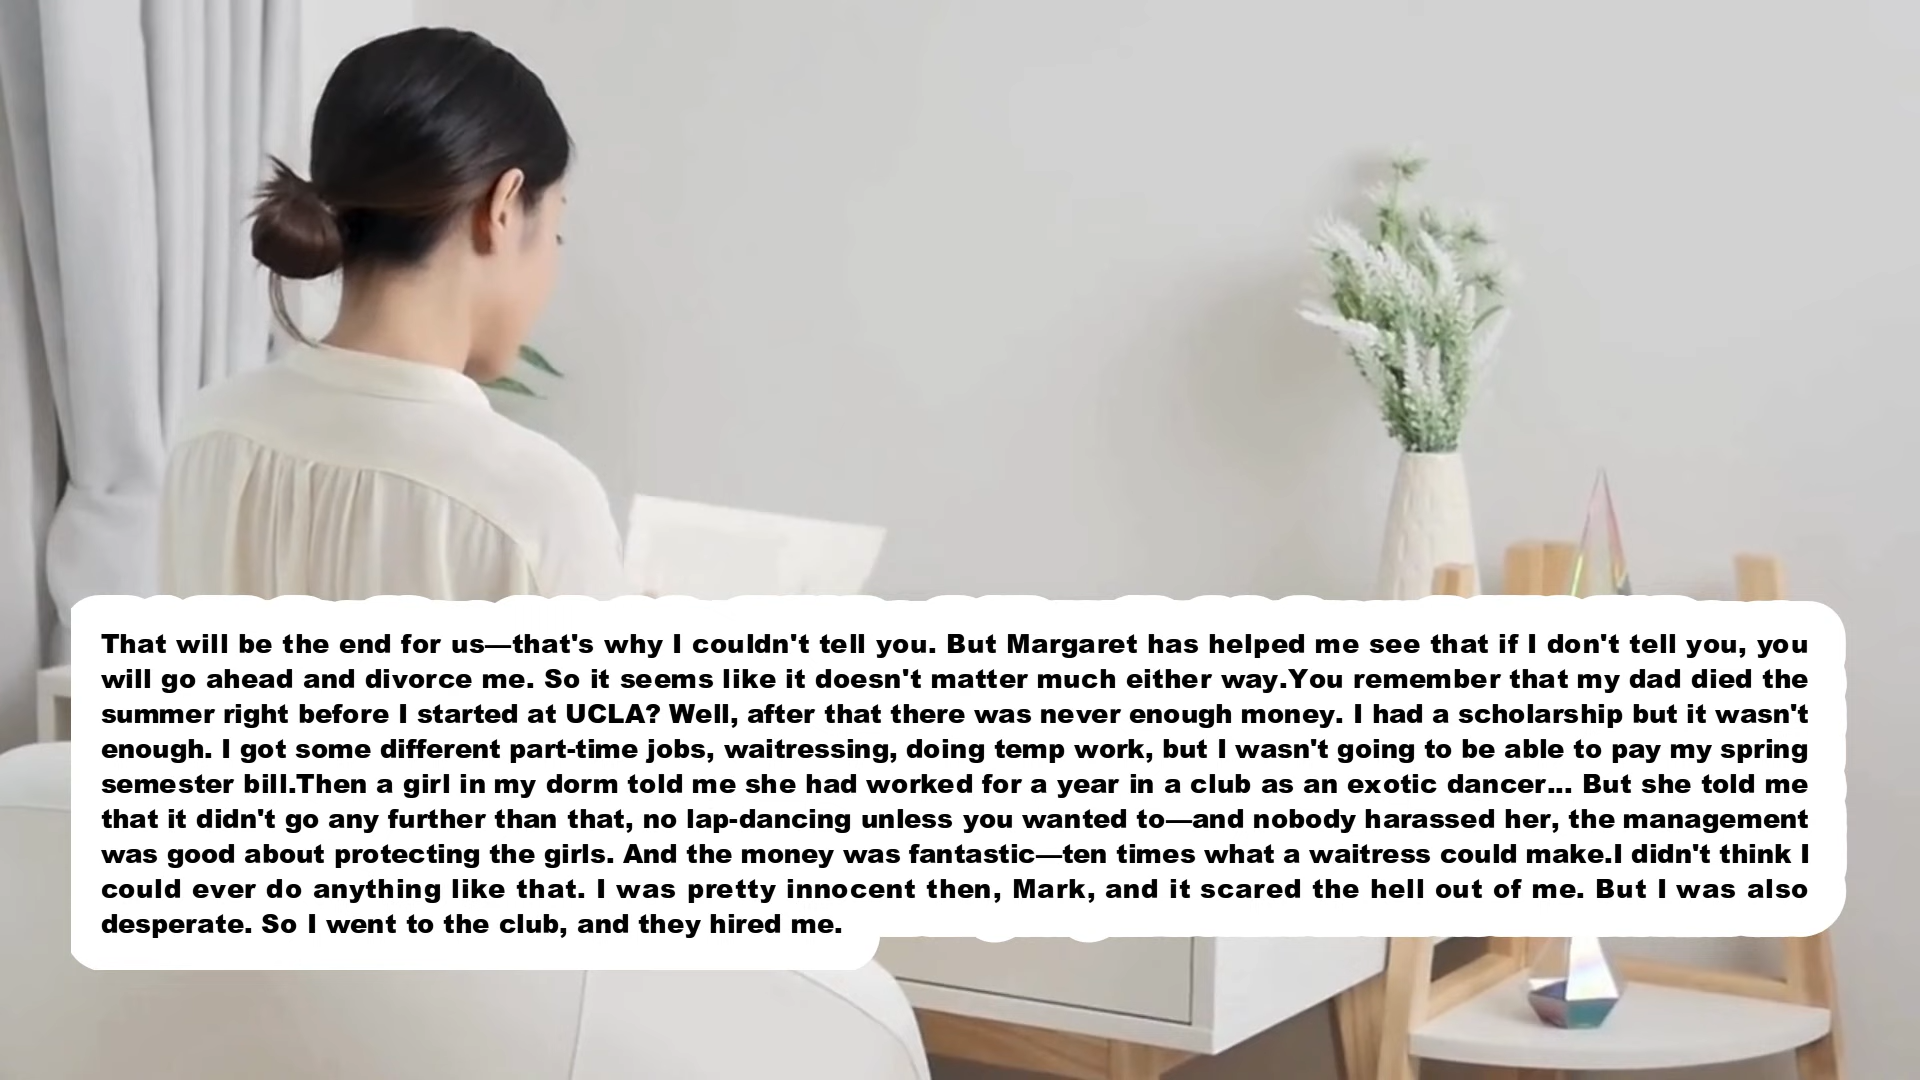 That will be the end for us—that's why I couldn't tell you. But Margaret has helped me see that if I don't tell you, you
will go ahead and divorce me. So it seems like it doesn't matter much either way.You remember that my dad died the
summer right before I started at UCLA? Well, after that there was never enough money. I had a scholarship but it wasn't
enough. I got some different part-time jobs, waitressing, doing temp work, but I wasn't going to be able to pay my spring
semester bill.Then a girl in my dorm told me she had worked for a year in a club as an exotic dancer... But she told me
that it didn't go any further than that, no lap-dancing unless you wanted to—and nobody harassed her, the management
was good about protecting the girls. And the money was fantastic—ten times what a waitress could make.I didn't think I
could ever do anything like that. I was pretty innocent then, Mark, and it scared the hell out of me. But I was also
desperate. So I went to the club, and they hired me.